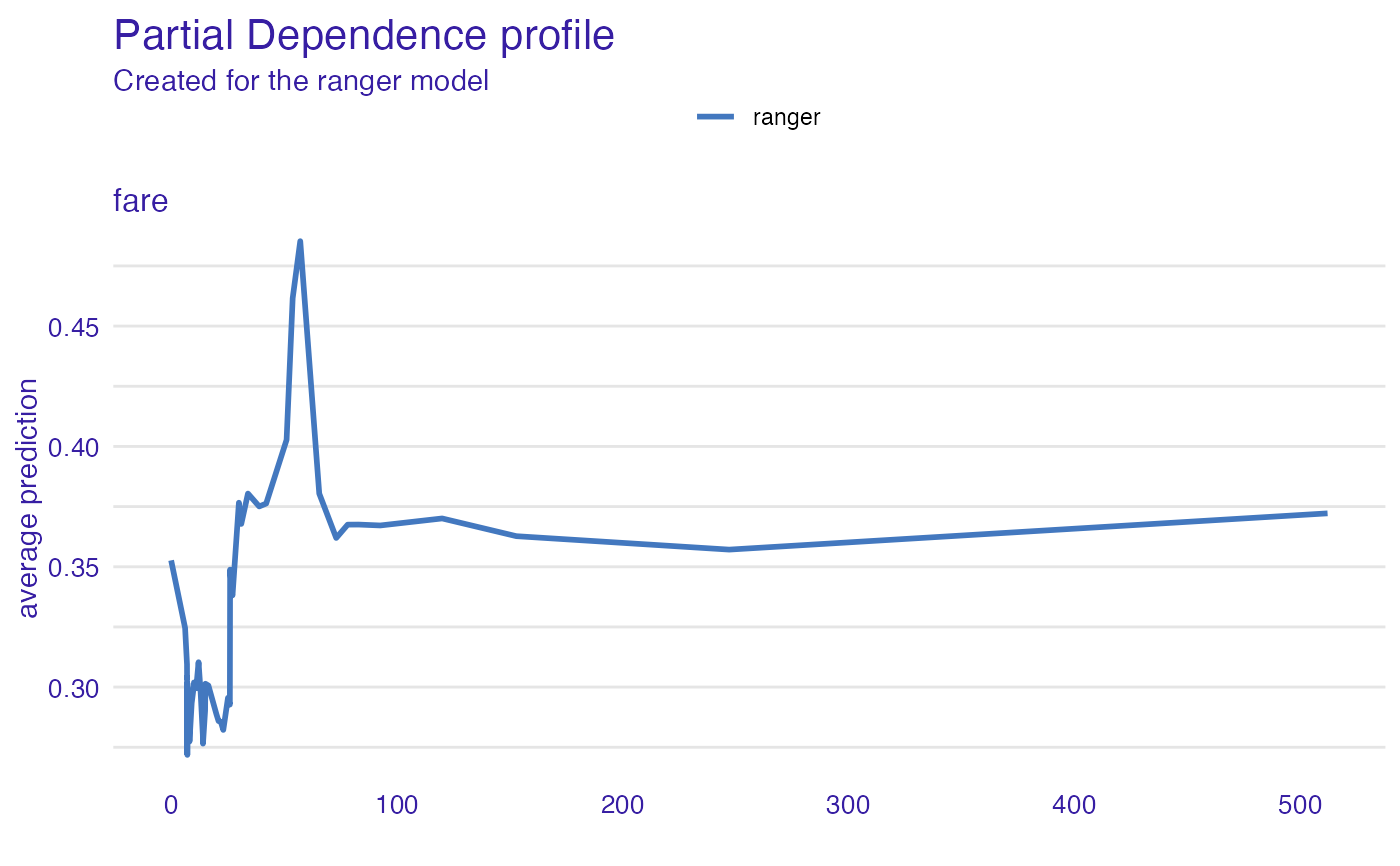 Partial Dependence profile
Created for the ranger model
ranger
fare
average prediction
0.45
0.40
0.35
0.30
0 100 200 300 400 500